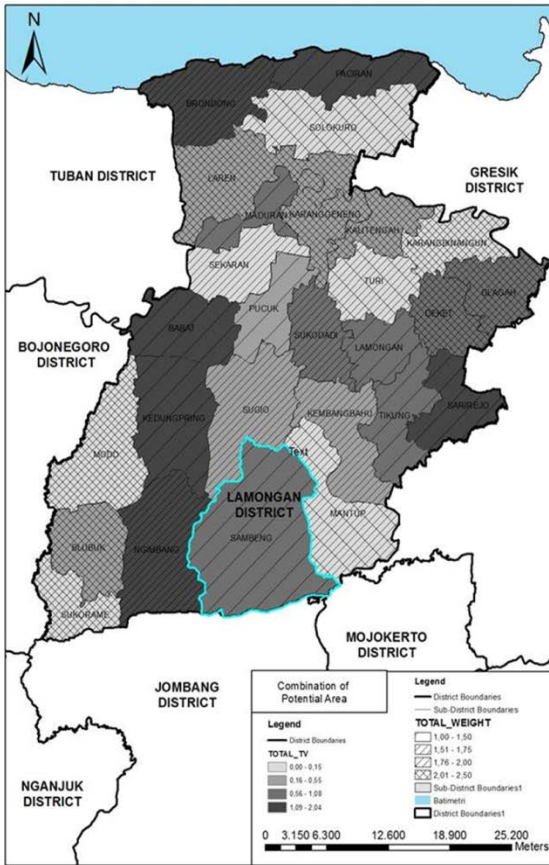 N
PACIRAN
BRONDONG
SOLOKURO
TUBAN DISTRICT
GRESIK
DISTRICT
LAREN
MADURAN
KARANGGENENG
KALITENGAH
KARANGBINANGUN
SEKARAN
TURI
GLAGAH
DEKET
PUCUK
BABAT
SUKODADI
LAMONGAN
BOJONEGORO
DISTRICT
KEDUNGPRING
SUGIO
KEMBANGBAHU
TIKUNG
SARIREJO
MODO
Text
LAMONGAN
DISTRICT
MANTUP
SAMBENG
NGIMBANG
BLUBUK
SUKORAME
MOJOKERTO
DISTRICT
JOMBANG
DISTRICT
NGANJUK
DISTRICT
Combination of
Potential Area
Legend
District Boundaries
TOTAL_TV
0,00 - 0,15
0,16 - 0,55
0,56 - 1,08
1,09 - 2,04
Legend
District Boundaries
Sub-District Boundaries
TOTAL_WEIGHT
1,00 - 1,50
1,51 - 1,75
1,76 - 2,00
2,01 - 2,50
Sub-District Boundaries1
Batimetri
District Boundaries1
0 3.150 6.300 12.600 18.900 25.200
Meters